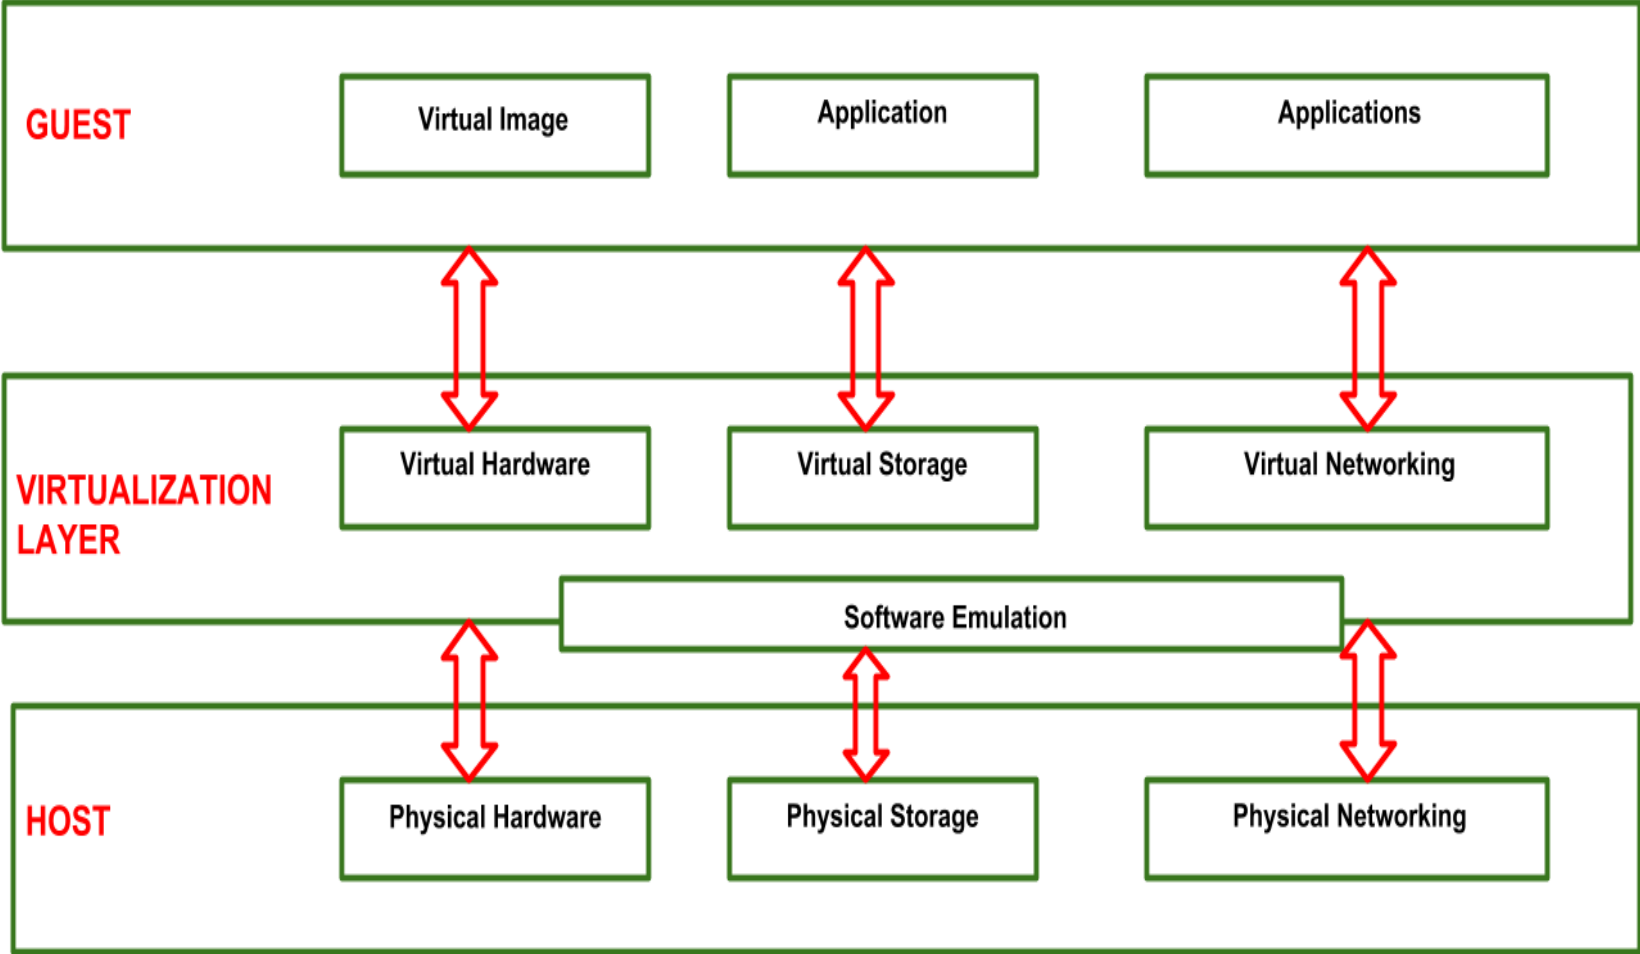 GUEST
Virtual Image
Application
Applications
VIRTUALIZATION
LAYER
Virtual Hardware
Virtual Storage
Virtual Networking
Software Emulation
HOST
Physical Hardware
Physical Storage
Physical Networking